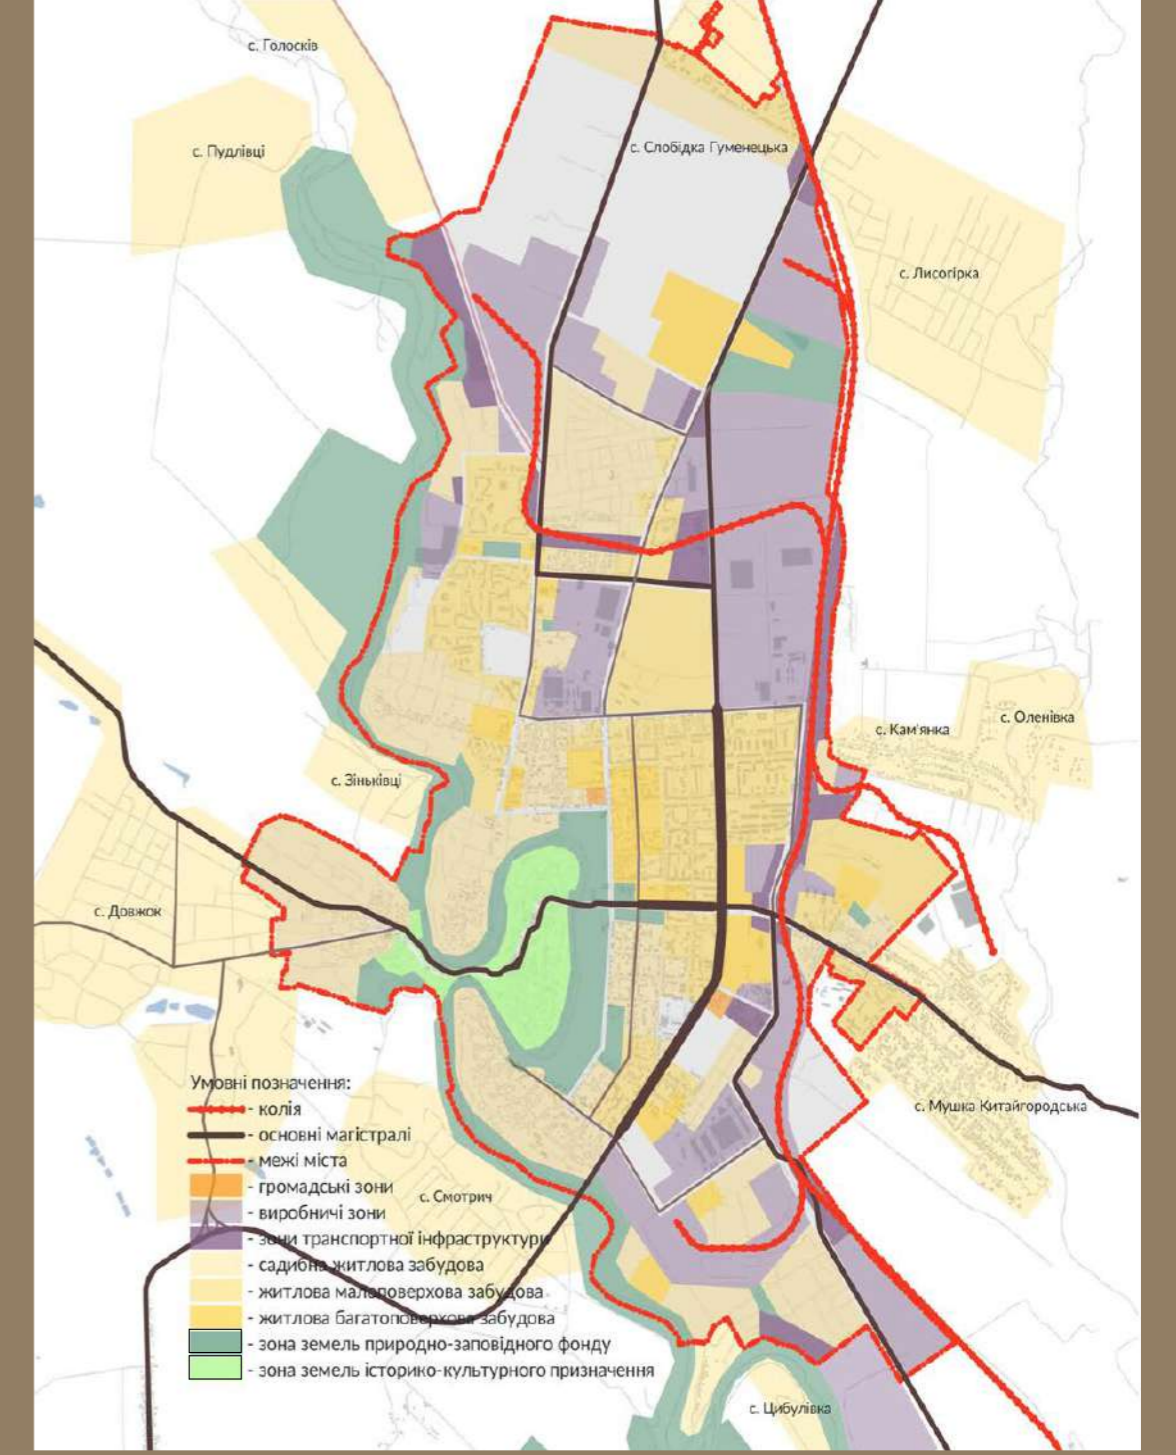 с. Голосків
с. Пудлівці
с. Слобідка Гуменецька
с. Лисогірка
с. Оленівка
с. Кам'янка
с. Зіньківці
с. Довжок
Умовні позначення:
- колія
с. Мушка Китайгородська
- основні магістралі
- межі міста
- громадські зони
с. Смотрич
- виробничі зони
- зони транспортної інфраструктури
- садибна житлова забудова
- житлова малоповерхова забудова
- житлова багатоповерхова забудова
- зона земель природно-заповідного фонду
- зона земель історико-культурного призначення
с. Цибулівка